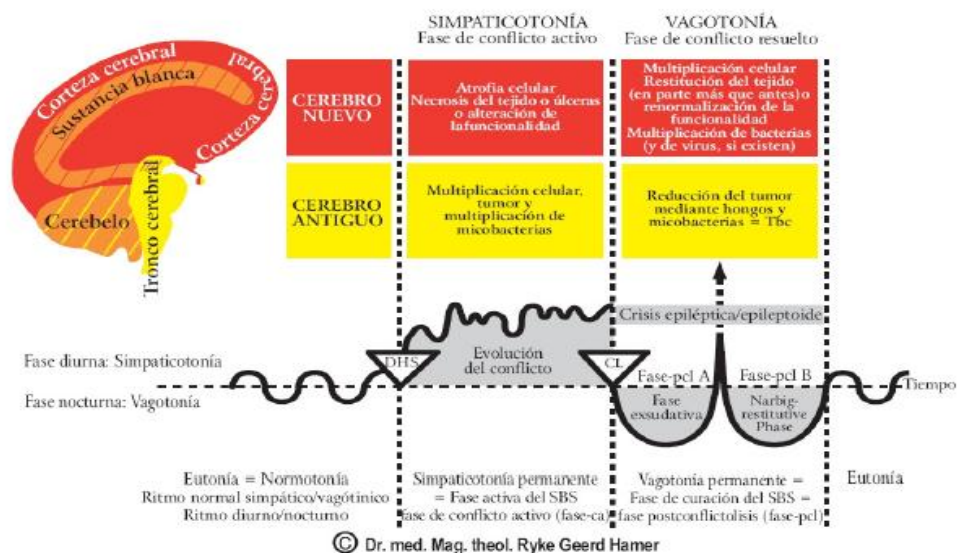 SIMPATICOTONÍA
Fase de conflicto activo
VAGOTONÍA
Fase de conflicto resuelto
Corteza cerebral
Corteza cerebral
Sustancia blanca
Cerebelo
Tronco cerebral
CEREBRO
NUEVO
Atrofia celular
Necrosis del tejido o úlceras
o alteración de
lafuncionalidad
Multiplicación celular
Restitución del tejido
(en parte más que antes)o
renormalización de la
funcionalidad
Multiplicación de bacterias
(y de virus, si existen)
CEREBRO
ANTIGUO
Multiplicación celular,
tumor y
multiplicación de
micobacterias
Reducción del tumor
mediante hongos y
micobacterias = Tbc
Crisis epiléptica/epileptoide
Fase diurna: Simpaticotonía
DHS
Evolución
del conflicto
CL
Fase-pcl A
Fase-pcl B
Tiempo
Fase nocturna: Vagotonía
Fase
exsudativa
Narbig-
restitutive
Phase
Eutonía = Normotonía
Ritmo normal simpático/vagótinico
Ritmo diurno/nocturno
Simpaticotonía permanente
= Fase activa del SBS
fase de conflicto activo (fase-ca)
Vagotonía permanente =
Fase de curación del SBS =
fase postconflictolisis (fase-pcl)
Eutonía
© Dr. med. Mag. theol. Ryke Geerd Hamer